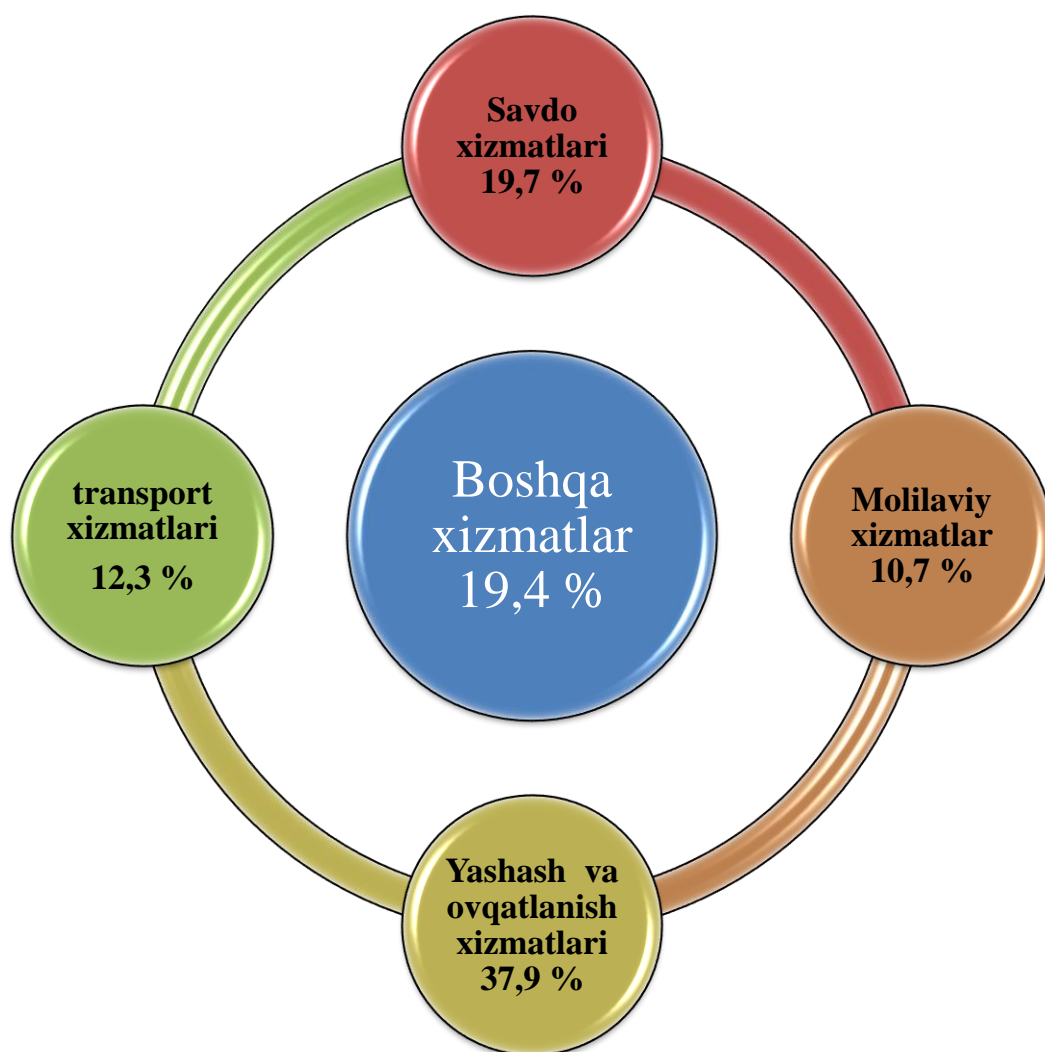 Savdo
xizmatlari
19,7 %
transport
xizmatlari
12,3 %
Boshqa
xizmatlar
19,4 %
Molilaviy
xizmatlar
10,7 %
Yashash va
ovqatlanish
xizmatlari
37,9 %